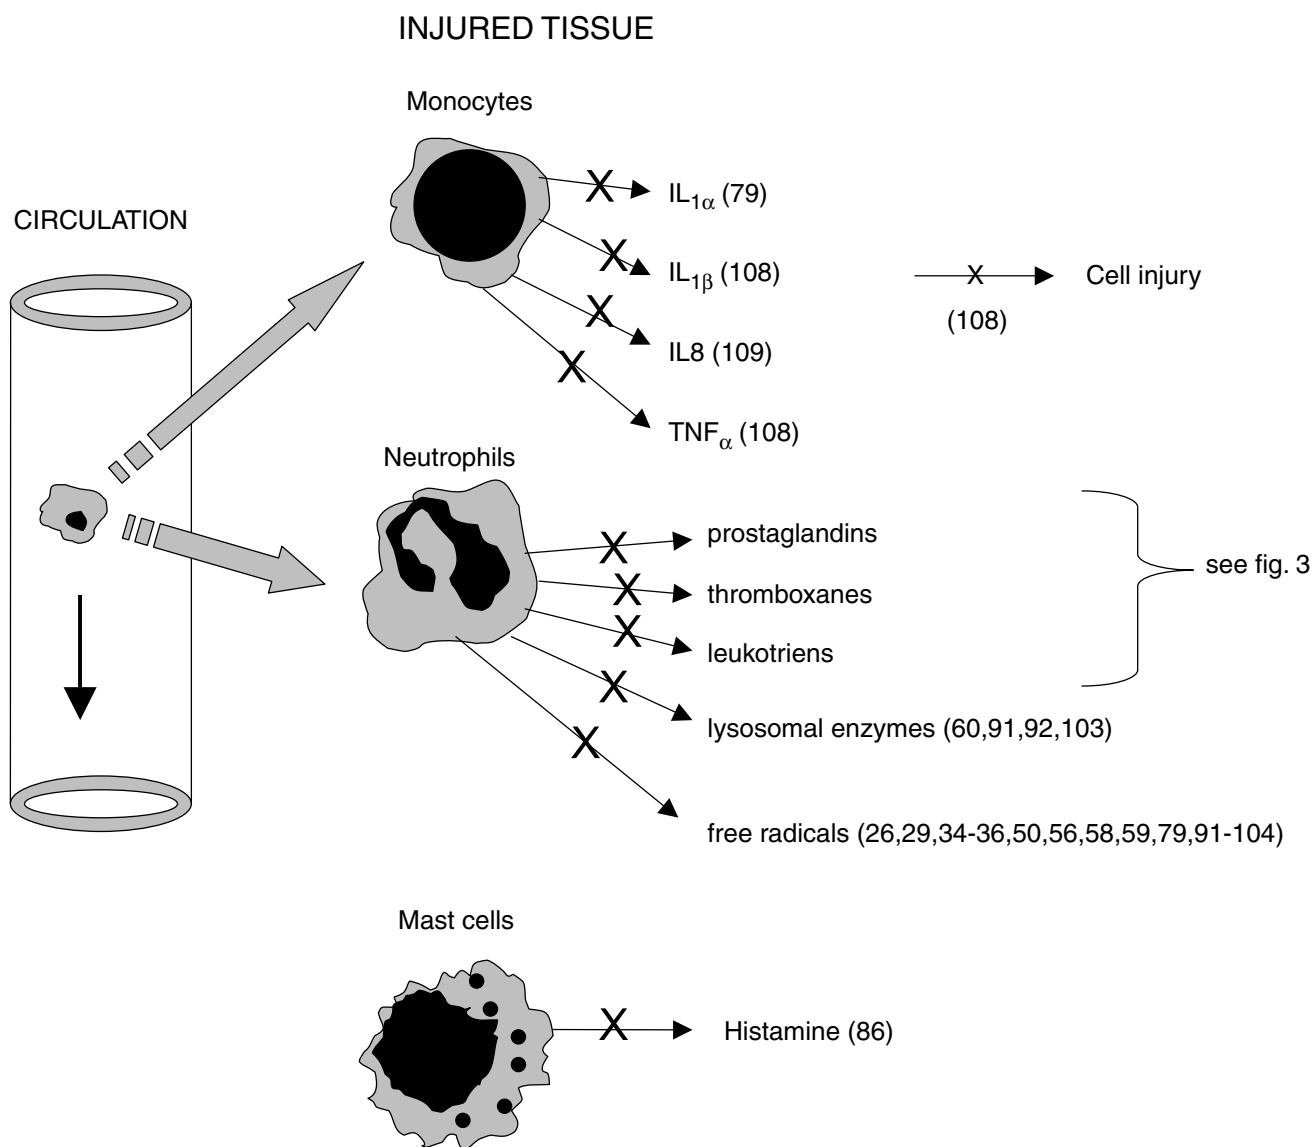 INJURED TISSUE
Monocytes
CIRCULATION
IL1α (79)
IL1β (108)
X
Cell injury
(108)
IL8 (109)
TNFα (108)
X
X
X
X
Neutrophils
prostaglandins
thromboxanes
leukotriens
see fig. 3
lysosomal enzymes (60,91,92,103)
free radicals (26,29,34-36,50,56,58,59,79,91-104)
X
X
X
X
X
Mast cells
X
Histamine (86)